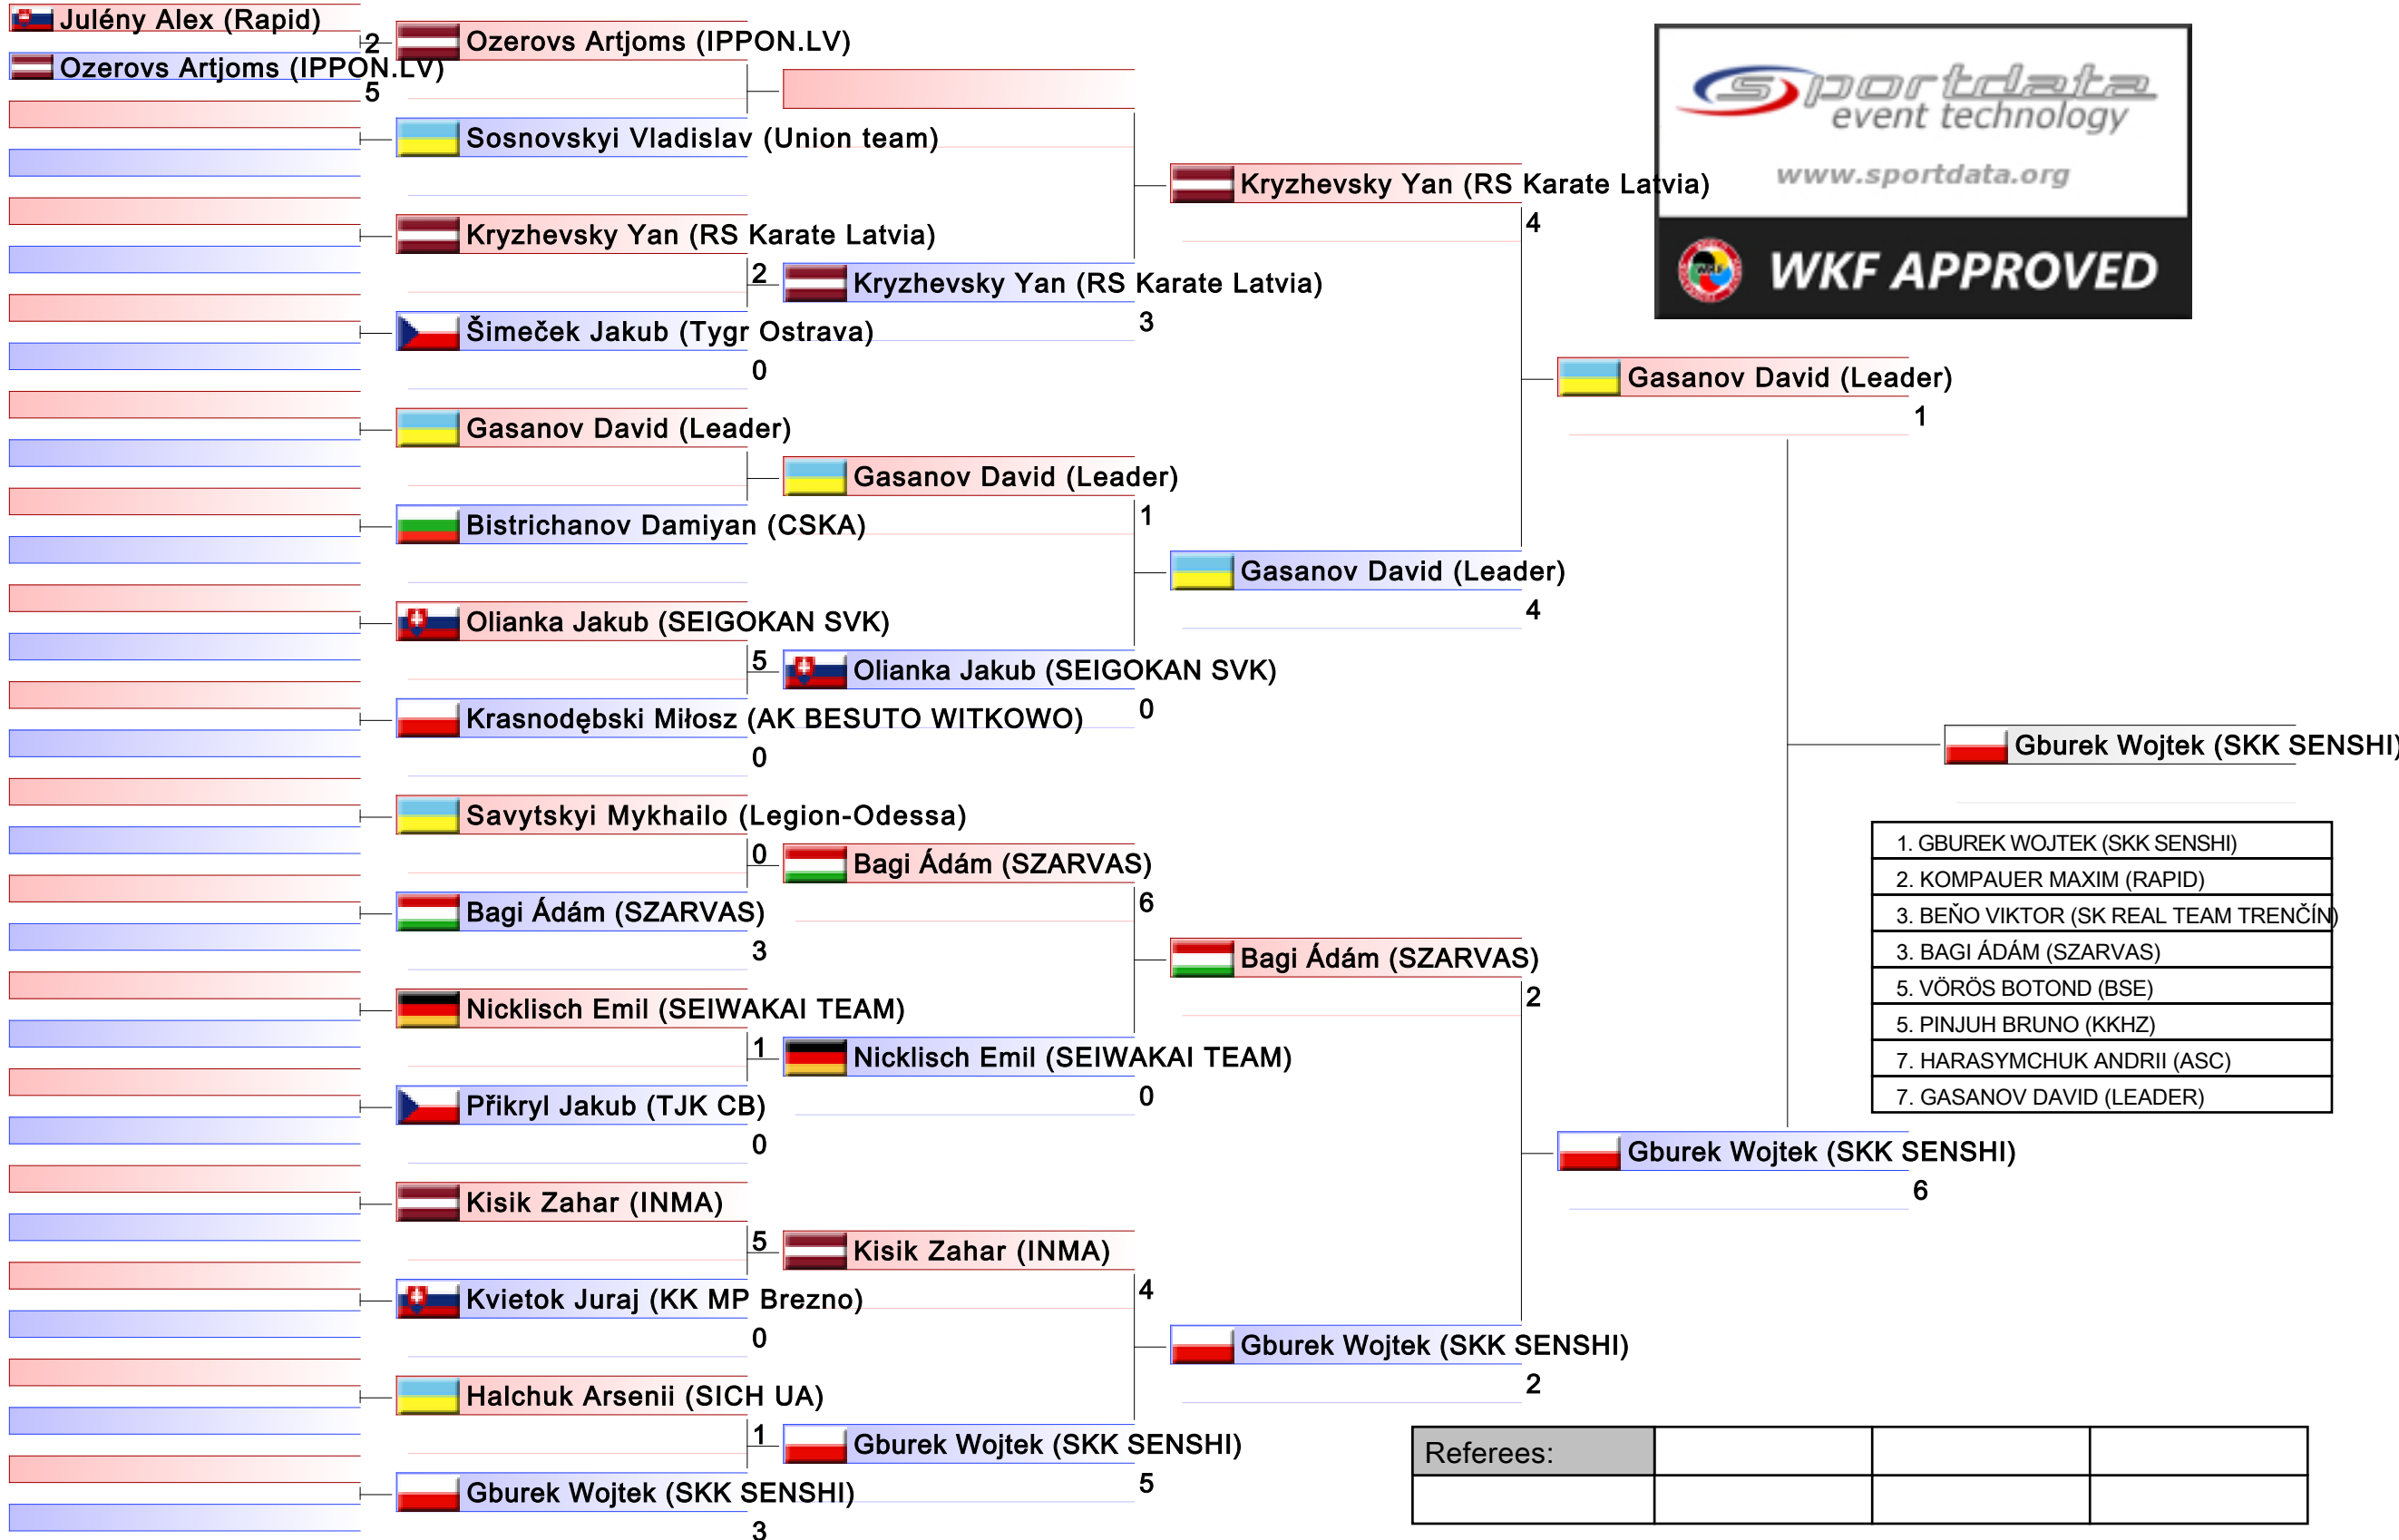 Julény Alex (Rapid)
2
Ozerovs Artjoms (IPPON.LV)
5
Ozerovs Artjoms (IPPON.LV)
Sosnovskyi Vladislav (Union team)
Kryzhevsky Yan (RS Karate Latvia)
2
Šimeček Jakub (Tygr Ostrava)
0
Gasanov David (Leader)
Bistrichanov Damiyan (CSKA)
Olianka Jakub (SEIGOKAN SVK)
5
Krasnodębski Miłosz (AK BESUTO WITKOWO)
0
Savytskyi Mykhailo (Legion-Odessa)
0
Bagi Ádám (SZARVAS)
3
Nicklisch Emil (SEIWAKAI TEAM)
1
Přikryl Jakub (TJK CB)
0
Kisik Zahar (INMA)
5
Kvietok Juraj (KK MP Brezno)
0
Halchuk Arsenii (SICH UA)
1
Gburek Wojtek (SKK SENSHI)
3
Kryzhevsky Yan (RS Karate Latvia)
3
Gasanov David (Leader)
1
Olianka Jakub (SEIGOKAN SVK)
0
Bagi Ádám (SZARVAS)
6
Nicklisch Emil (SEIWAKAI TEAM)
0
Kisik Zahar (INMA)
4
Gburek Wojtek (SKK SENSHI)
5
Kryzhevsky Yan (RS Karate Latvia)
4
Gasanov David (Leader)
4
Bagi Ádám (SZARVAS)
2
Gburek Wojtek (SKK SENSHI)
2
Gasanov David (Leader)
1
Gburek Wojtek (SKK SENSHI)
6
Gburek Wojtek (SKK SENSHI)
sportdata
event technology
www.sportdata.org
WKF
WKF APPROVED
1. GBUREK WOJTEK (SKK SENSHI)
2. KOMPAUER MAXIM (RAPID)
3. BEŇO VIKTOR (SK REAL TEAM TRENČÍN)
3. BAGI ÁDÁM (SZARVAS)
5. VÖRÖS BOTOND (BSE)
5. PINJUH BRUNO (KKHZ)
7. HARASYMCHUK ANDRII (ASC)
7. GASANOV DAVID (LEADER)
Referees: